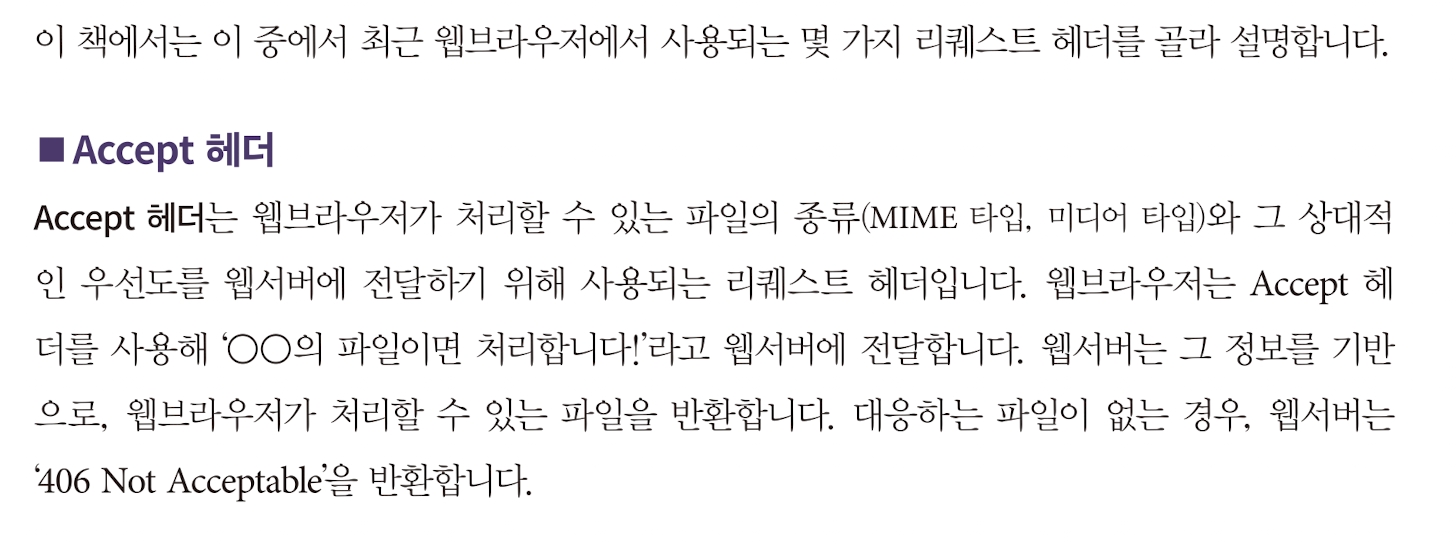 이 책에서는 이 중에서 최근 웹브라우저에서 사용되는 몇 가지 리퀘스트 헤더를 골라 설명합니다.
■ Accept 헤더
Accept 헤더는 웹브라우저가 처리할 수 있는 파일의 종류(MIME 타입, 미디어 타입)와 그 상대적
인 우선도를 웹서버에 전달하기 위해 사용되는 리퀘스트 헤더입니다. 웹브라우저는 Accept 헤
더를 사용해 ‘○○의 파일이면 처리합니다!’라고 웹서버에 전달합니다. 웹서버는 그 정보를 기반
으로, 웹브라우저가 처리할 수 있는 파일을 반환합니다. 대응하는 파일이 없는 경우, 웹서버는
‘406 Not Acceptable’을 반환합니다.